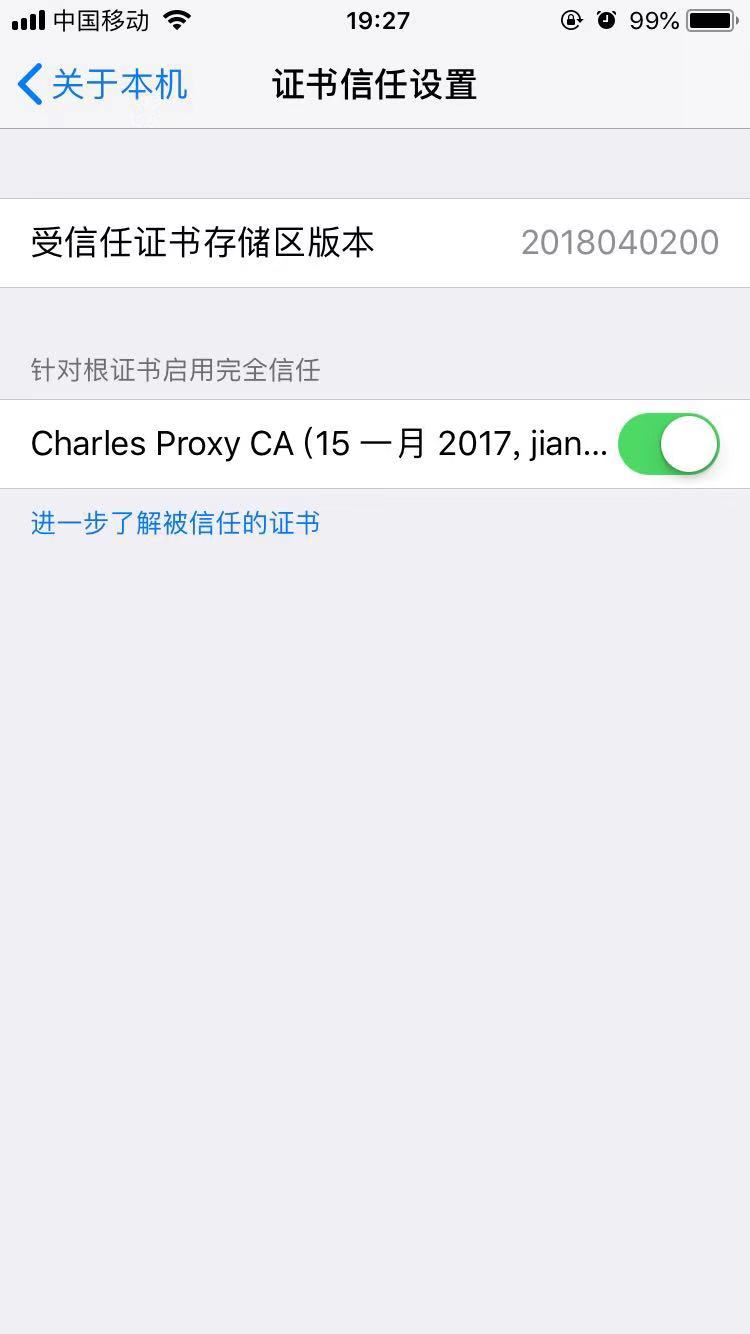 中国移动 19:27 99%
关于本机 证书信任设置
受信任证书存储区版本 2018040200
针对根证书启用完全信任
Charles Proxy CA (15 一月 2017, jian...
进一步了解被信任的证书